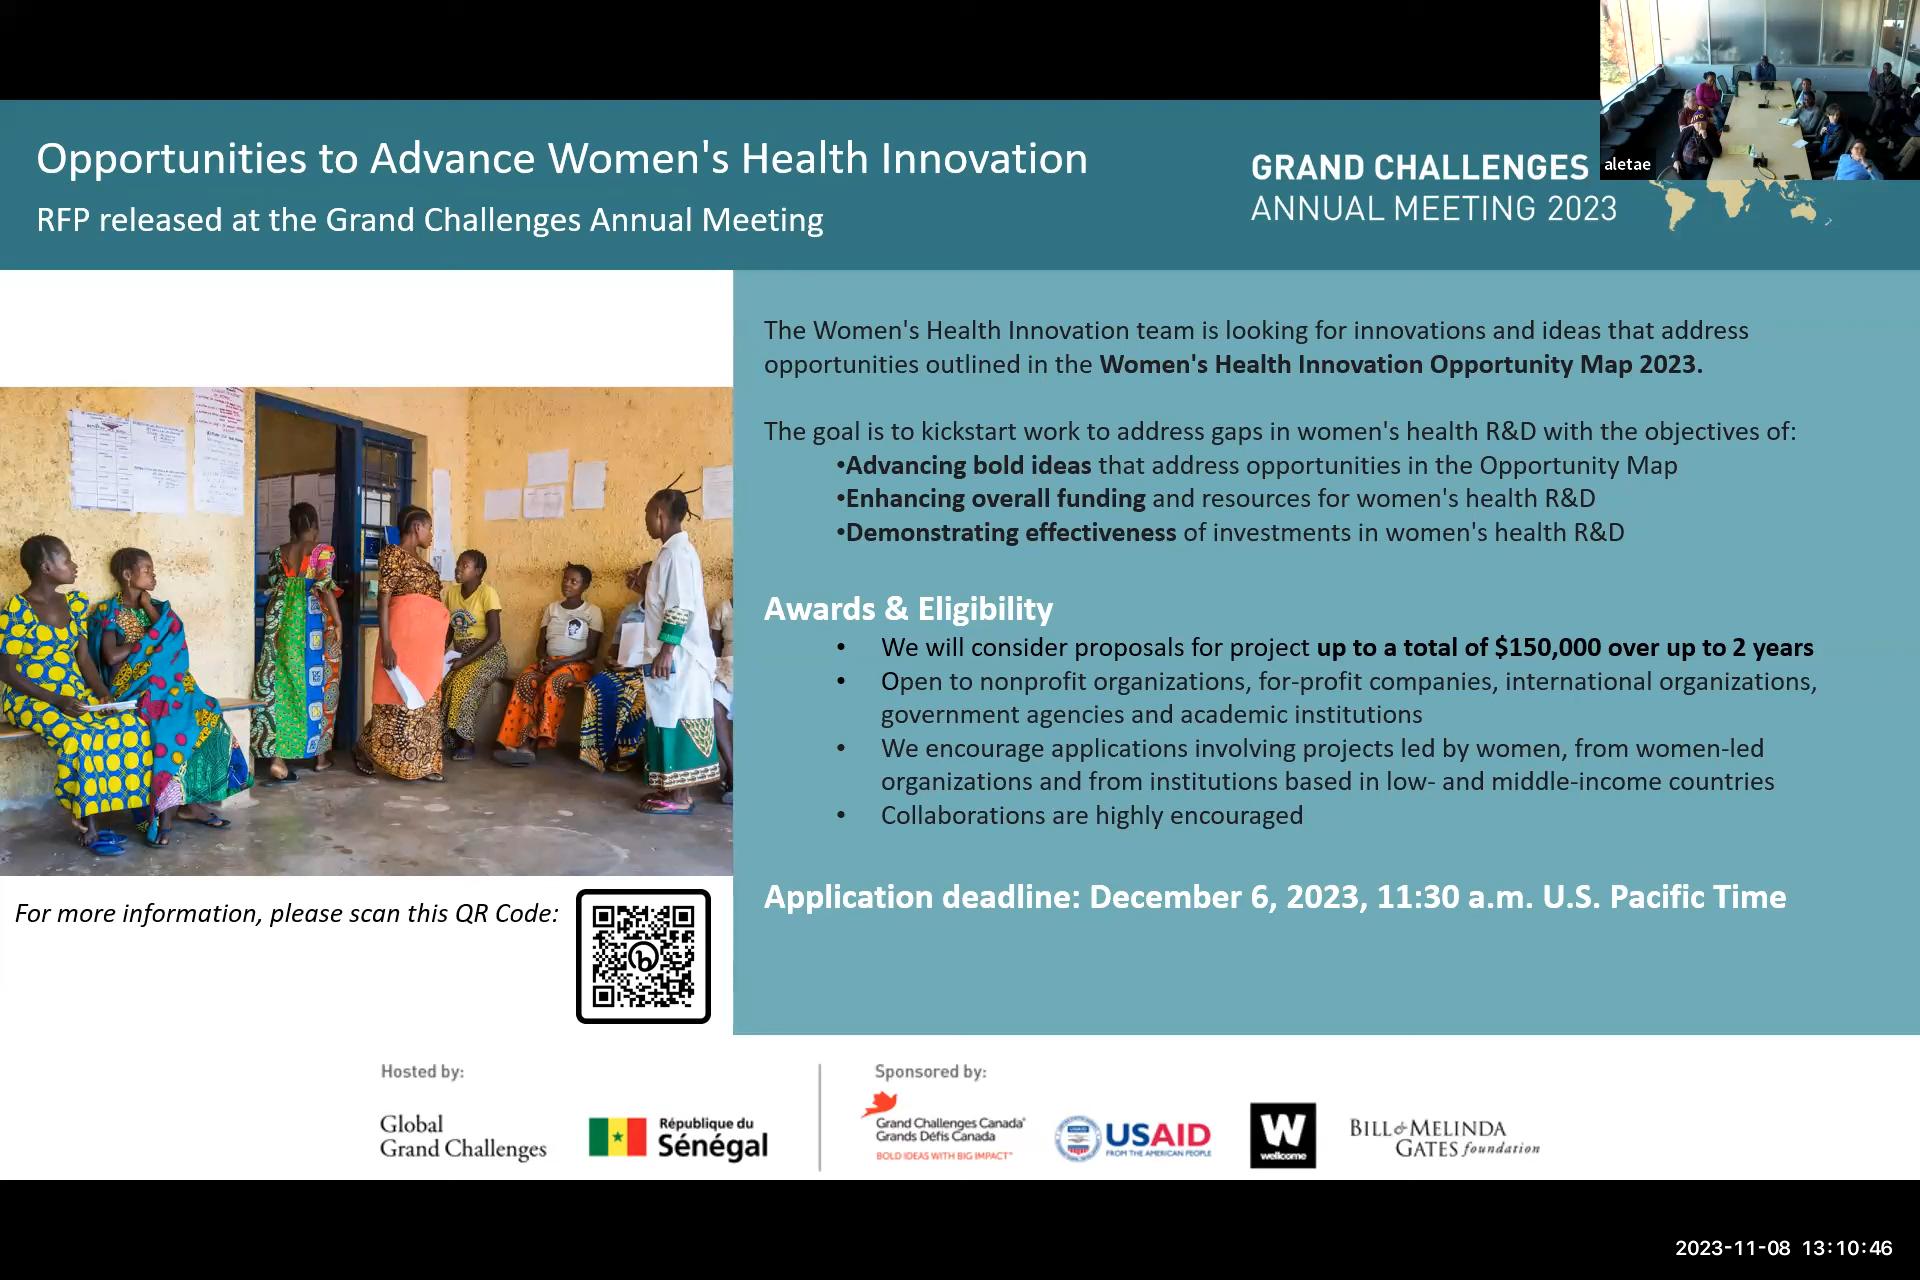 aletae
Opportunities to Advance Women's Health Innovation
RFP released at the Grand Challenges Annual Meeting
GRAND CHALLENGES
ANNUAL MEETING 2023
The Women's Health Innovation team is looking for innovations and ideas that address
opportunities outlined in the Women's Health Innovation Opportunity Map 2023.
The goal is to kickstart work to address gaps in women's health R&D with the objectives of:
•Advancing bold ideas that address opportunities in the Opportunity Map
•Enhancing overall funding and resources for women's health R&D
•Demonstrating effectiveness of investments in women's health R&D
Awards & Eligibility
• We will consider proposals for project up to a total of $150,000 over up to 2 years
• Open to nonprofit organizations, for-profit companies, international organizations,
government agencies and academic institutions
• We encourage applications involving projects led by women, from women-led
organizations and from institutions based in low- and middle-income countries
• Collaborations are highly encouraged
Application deadline: December 6, 2023, 11:30 a.m. U.S. Pacific Time
For more information, please scan this QR Code:
Hosted by:
Global
Grand Challenges
République du
Sénégal
Sponsored by:
Grand Challenges Canada®
Grands Défis Canada
BOLD IDEAS WITH BIG IMPACT™
USAID
FROM THE AMERICAN PEOPLE
W
wellcome
BILL & MELINDA
GATES foundation
2023-11-08 13:10:46